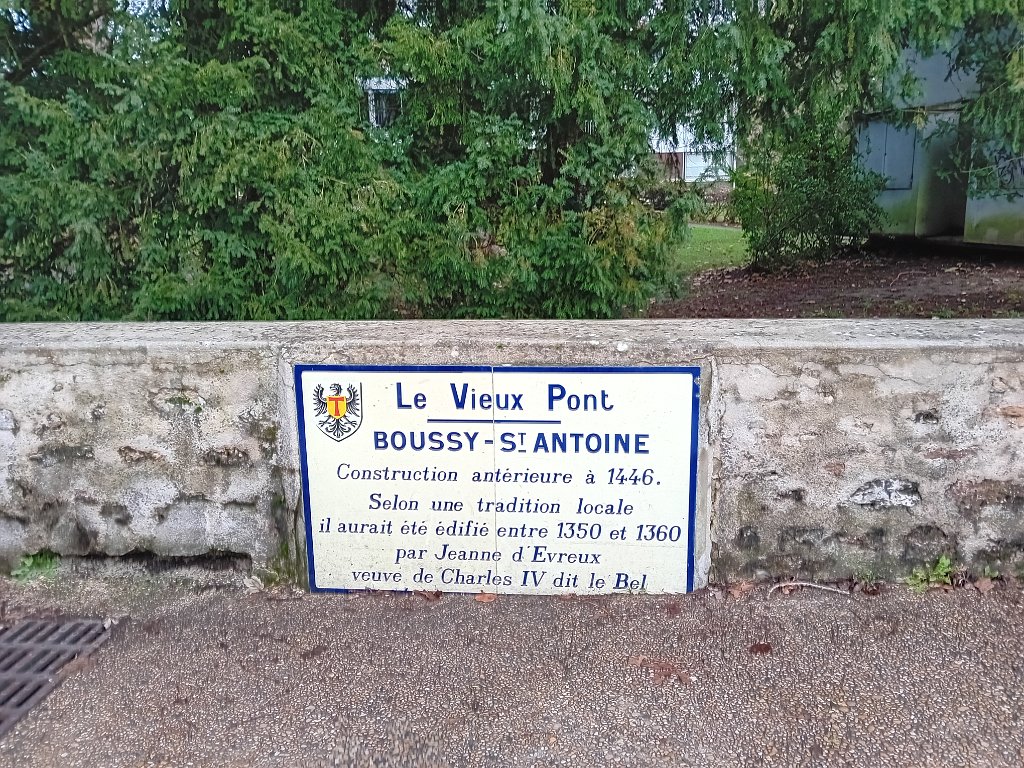 Le Vieux Pont
BOUSSY-ST ANTOINE
Construction antérieure à 1446.
Selon une tradition locale
il aurait été édifié entre 1350 et 1360
par Jeanne d'Evreux
veuve de Charles IV dit le Bel
T